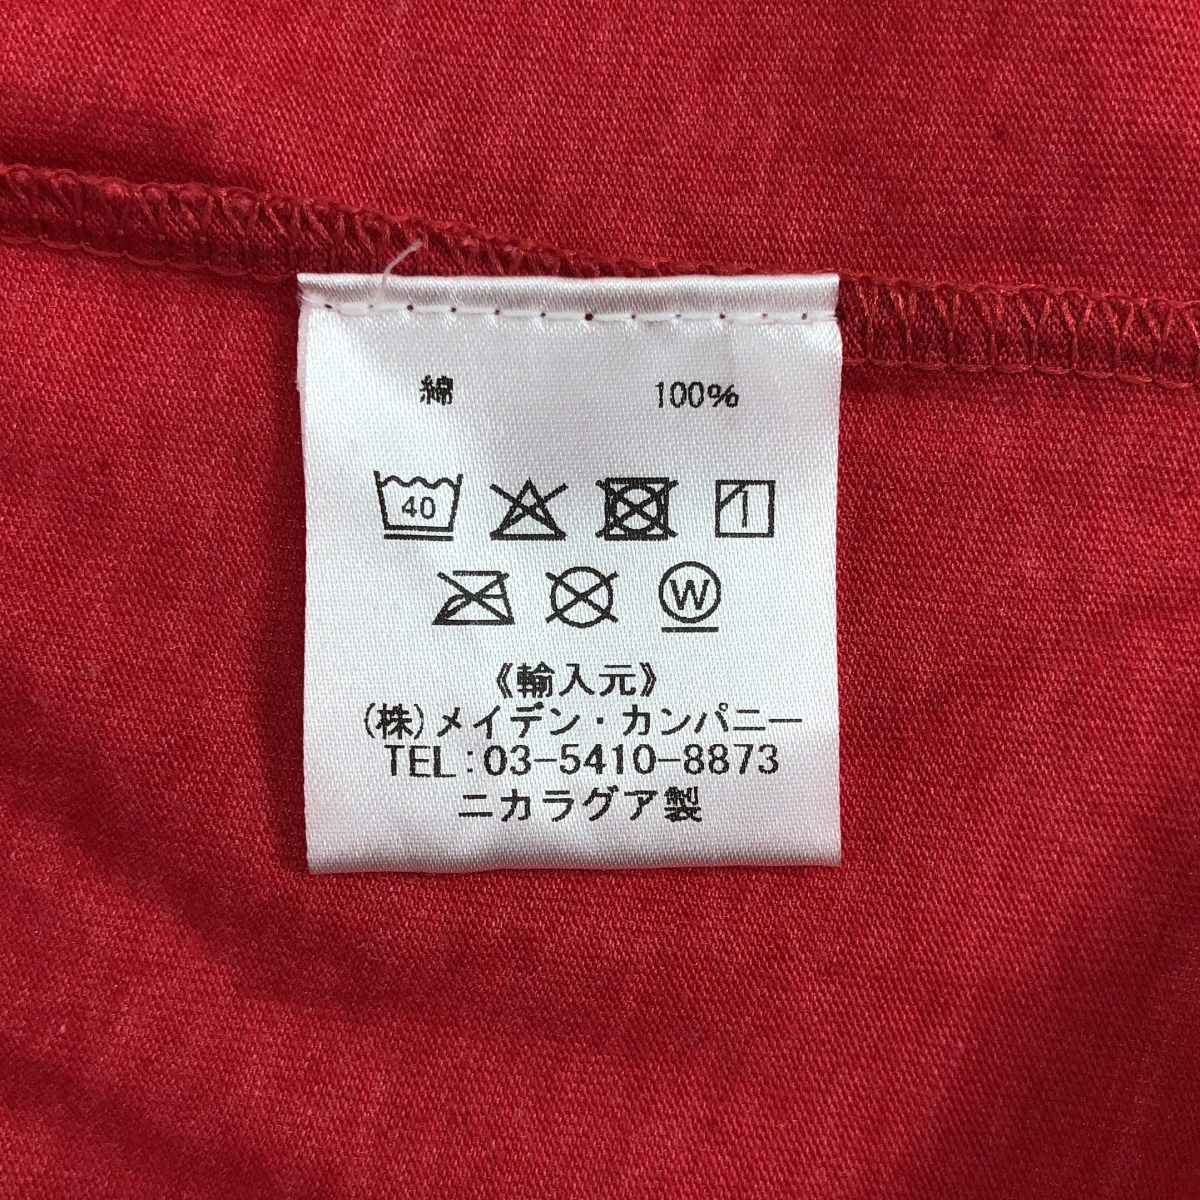 綿 100%
40
W
《輸入元》
(株)メイデン・カンパニー
TEL:03-5410-8873
ニカラグア製